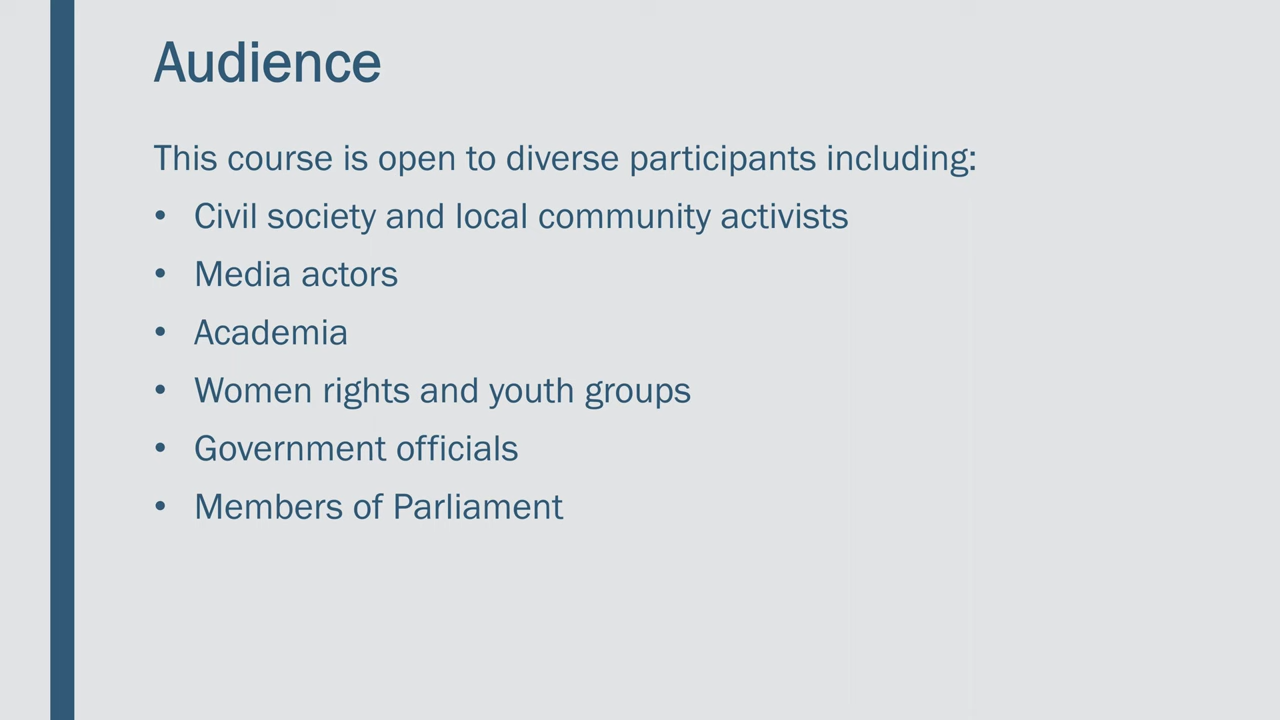 Audience
This course is open to diverse participants including:
• Civil society and local community activists
• Media actors
• Academia
• Women rights and youth groups
• Government officials
• Members of Parliament